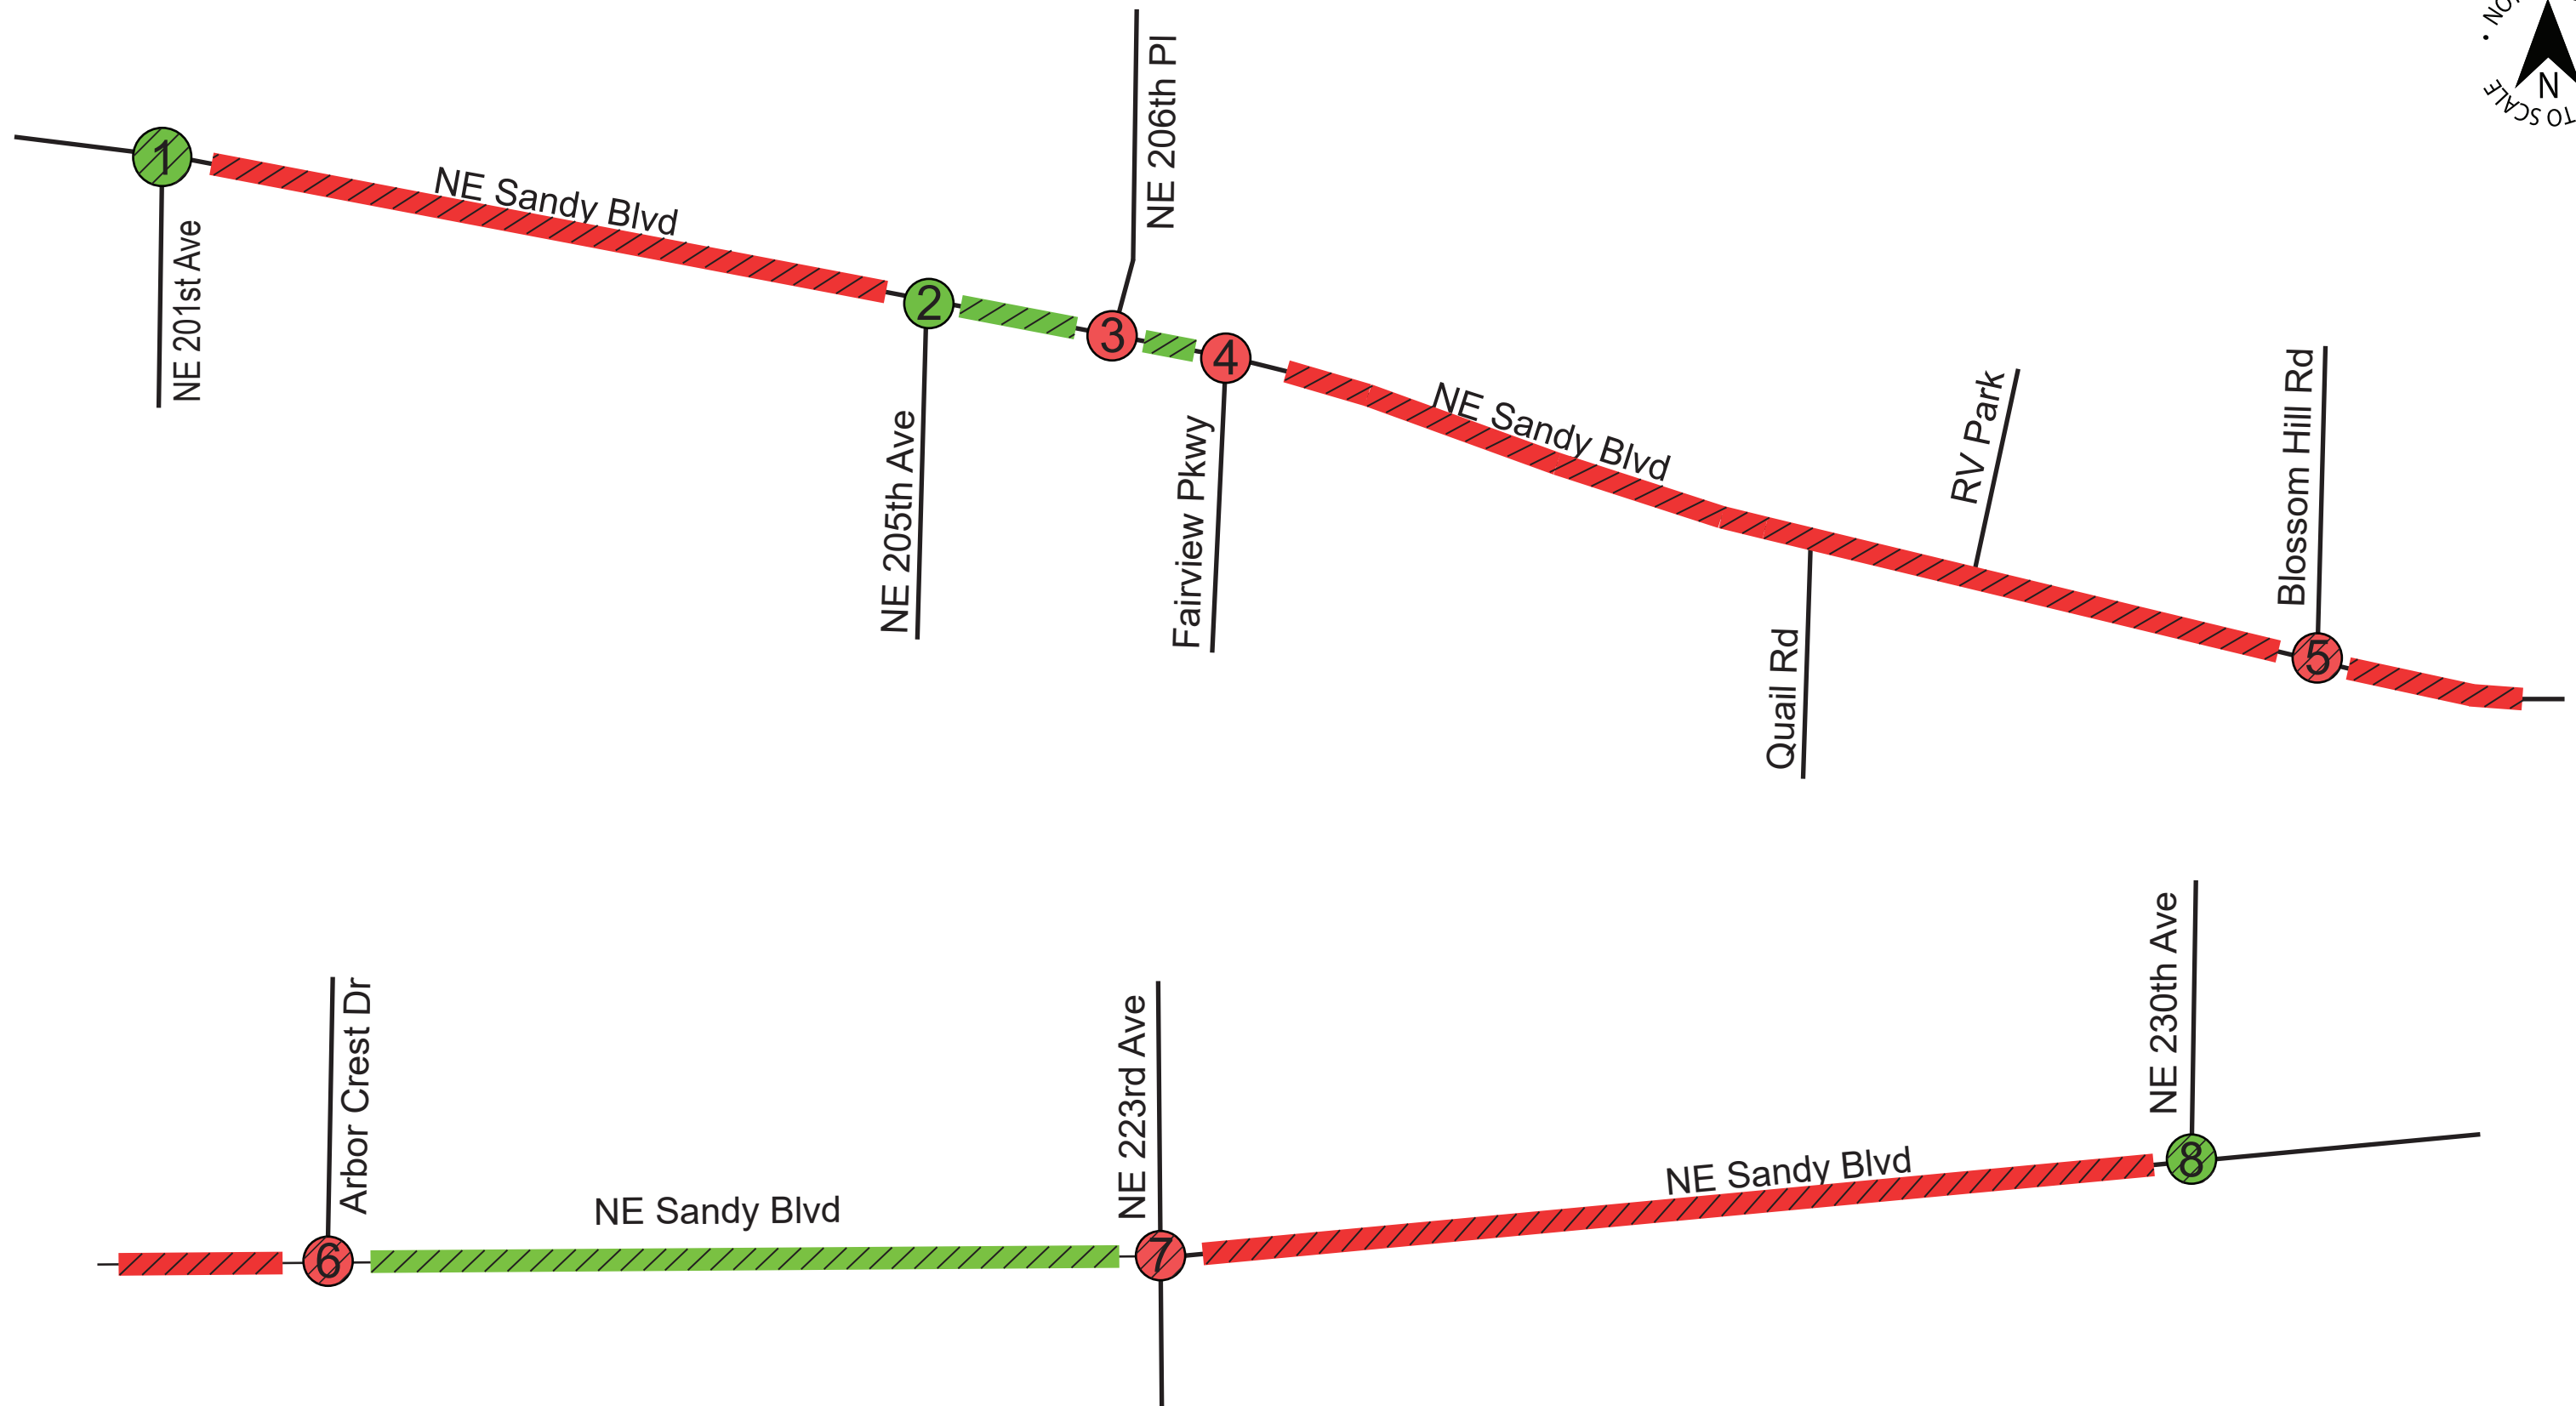 NE 206th Pl
N
TO SCALE
1
NE Sandy Blvd
NE 201st Ave
2
3
4
NE Sandy Blvd
NE 205th Ave
Fairview Pkwy
RV Park
Blossom Hill Rd
5
Quail Rd
Arbor Crest Dr
NE 223rd Ave
NE 230th Ave
NE Sandy Blvd
NE Sandy Blvd
6
7
8